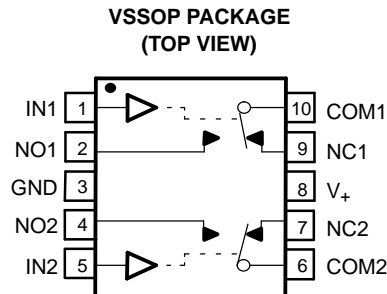 VSSOP PACKAGE
(TOP VIEW)
IN1 1 10 COM1
NO1 2 9 NC1
GND 3 8 V+
NO2 4 7 NC2
IN2 5 6 COM2